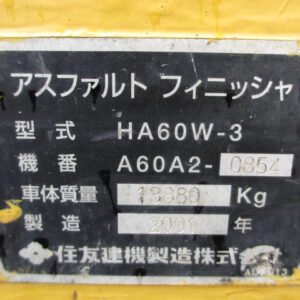 アスファルト フィニッシャ
型式 HA60W-3
機番 A60A2-0854
車体質量 Kg
製造 2001 年
住友建機製造株式会社